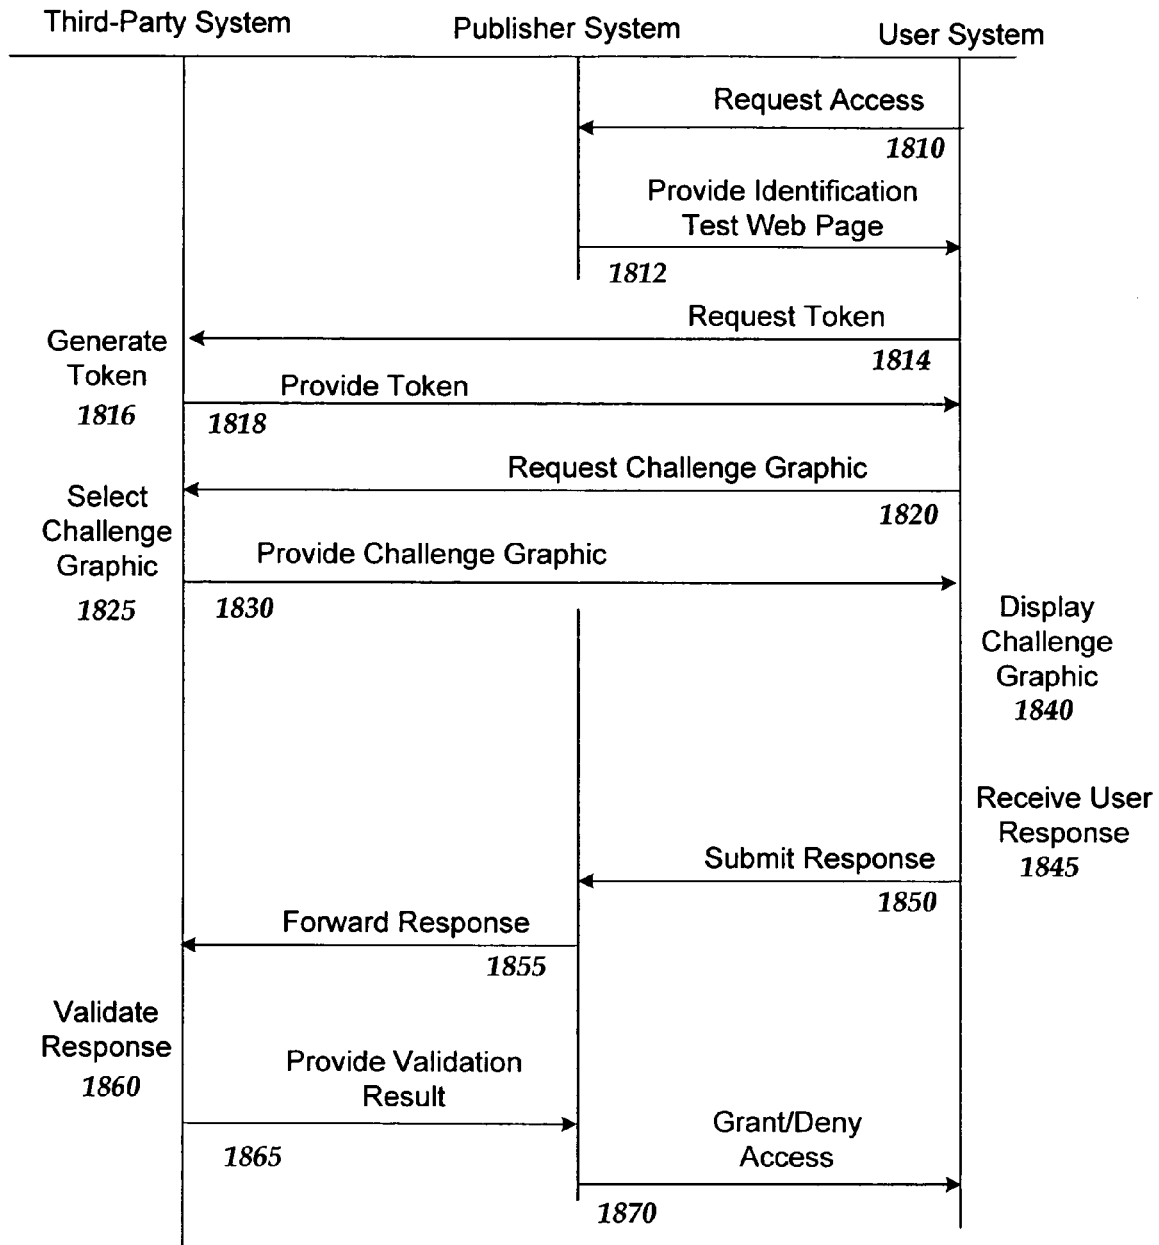 Third-Party System
Publisher System
User System
Request Access
1810
Provide Identification
Test Web Page
1812
Request Token
1814
Generate
Token
1816
Provide Token
1818
Request Challenge Graphic
1820
Select
Challenge
Graphic
1825
Provide Challenge Graphic
1830
Display
Challenge
Graphic
1840
Receive User
Response
1845
Submit Response
1850
Forward Response
1855
Validate
Response
1860
Provide Validation
Result
1865
Grant/Deny
Access
1870